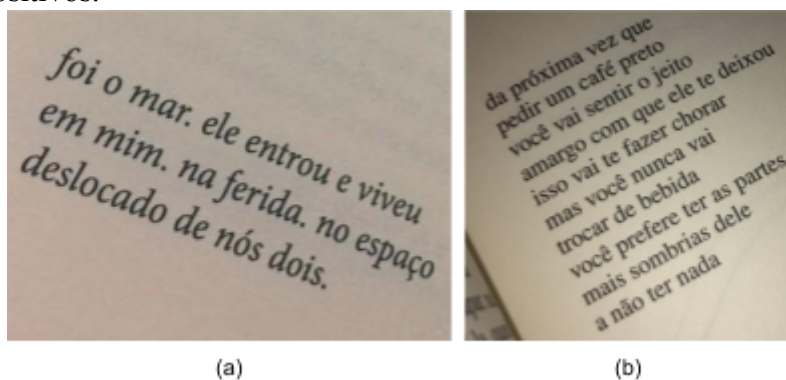 foi o mar. ele entrou e viveu
em mim. na ferida. no espaço
deslocado de nós dois.
(a)
da próxima vez que
pedir um café preto
você vai sentir o jeito
amargo com que ele te deixou
isso vai te fazer chorar
mas você nunca vai
trocar de bebida
você prefere ter as partes
mais sombrias dele
a não ter nada
(b)